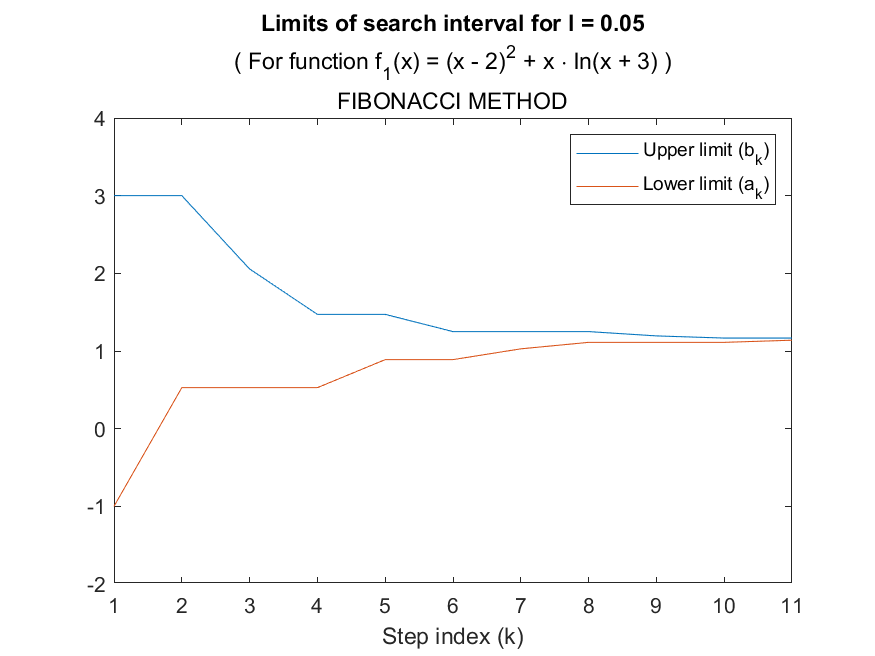 Limits of search interval for l = 0.05
( For function f₁(x) = (x - 2)² + x · ln(x + 3) )
FIBONACCI METHOD
4
3
2
1
0
-1
-2
Upper limit (bₖ)
Lower limit (aₖ)
1 2 3 4 5 6 7 8 9 10 11
Step index (k)